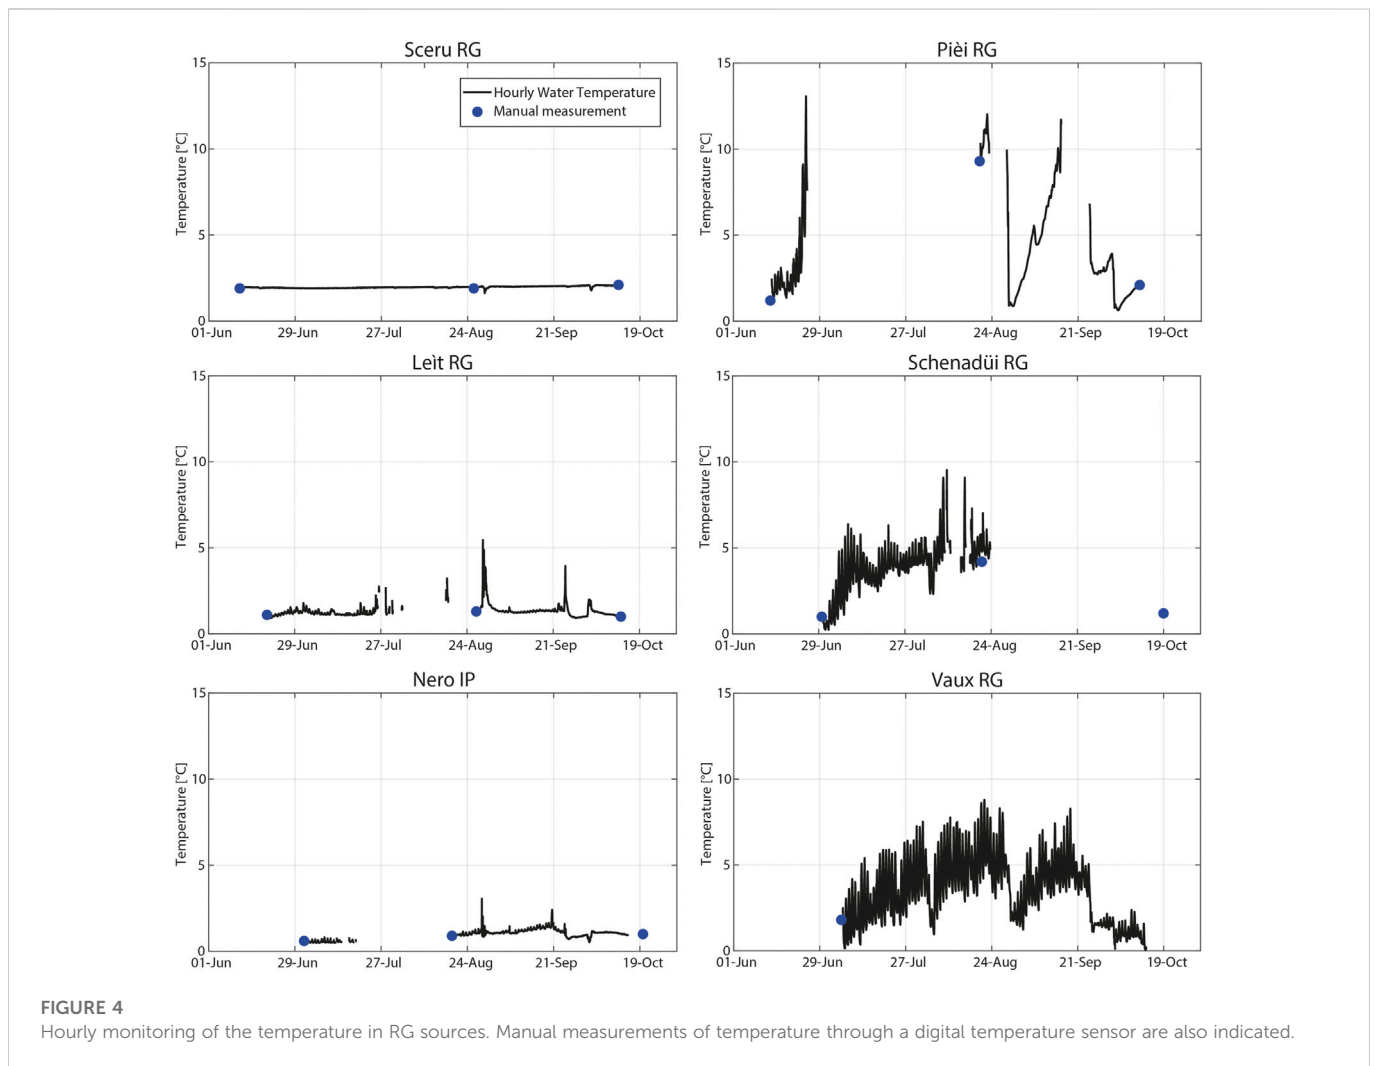 Sceru RG
15
10
5
0
Temperature [°C]
Hourly Water Temperature
Manual measurement
01-Jun 29-Jun 27-Jul 24-Aug 21-Sep 19-Oct
Pièi RG
15
10
5
0
Temperature [°C]
01-Jun 29-Jun 27-Jul 24-Aug 21-Sep 19-Oct
Leìt RG
15
10
5
0
Temperature [°C]
01-Jun 29-Jun 27-Jul 24-Aug 21-Sep 19-Oct
Schenadüi RG
15
10
5
0
Temperature [°C]
01-Jun 29-Jun 27-Jul 24-Aug 21-Sep 19-Oct
Nero IP
15
10
5
0
Temperature [°C]
01-Jun 29-Jun 27-Jul 24-Aug 21-Sep 19-Oct
Vaux RG
15
10
5
0
Temperature [°C]
01-Jun 29-Jun 27-Jul 24-Aug 21-Sep 19-Oct
FIGURE 4
Hourly monitoring of the temperature in RG sources. Manual measurements of temperature through a digital temperature sensor are also indicated.